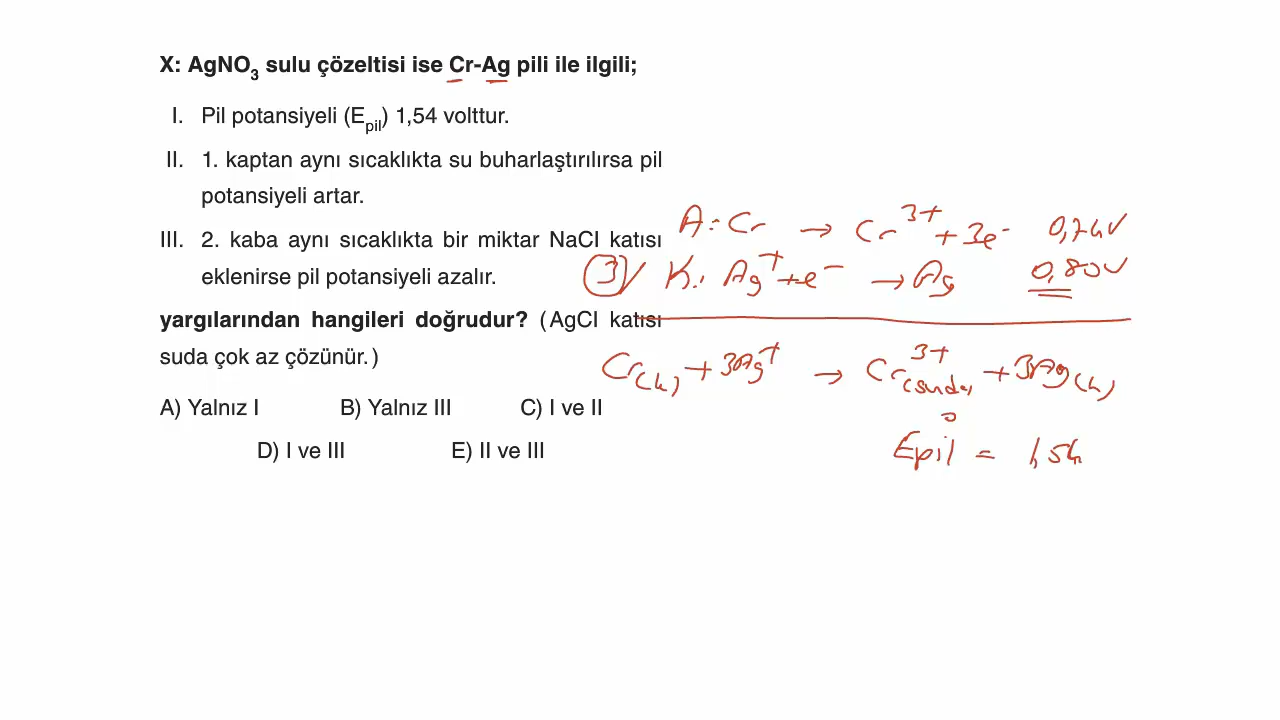 X: AgNO3 sulu çözeltisi ise Cr-Ag pili ile ilgili;
I. Pil potansiyeli (Epil) 1,54 volttur.
II. 1. kaptan aynı sıcaklıkta su buharlaştırılırsa pil
potansiyeli artar.
III. 2. kaba aynı sıcaklıkta bir miktar NaCl katısı
eklenirse pil potansiyeli azalır.
yargılarından hangileri doğrudur? (AgCl katısı
suda çok az çözünür.)
A) Yalnız I B) Yalnız III C) I ve II
D) I ve III E) II ve III
A: Cr → Cr3+ + 3e- 0,74V
3/ K: Ag+ + e- → Ag 0,80V
Cr(k) + 3Ag+ → Cr3+(suda) + 3Ag(k)
E°pil = 1,54